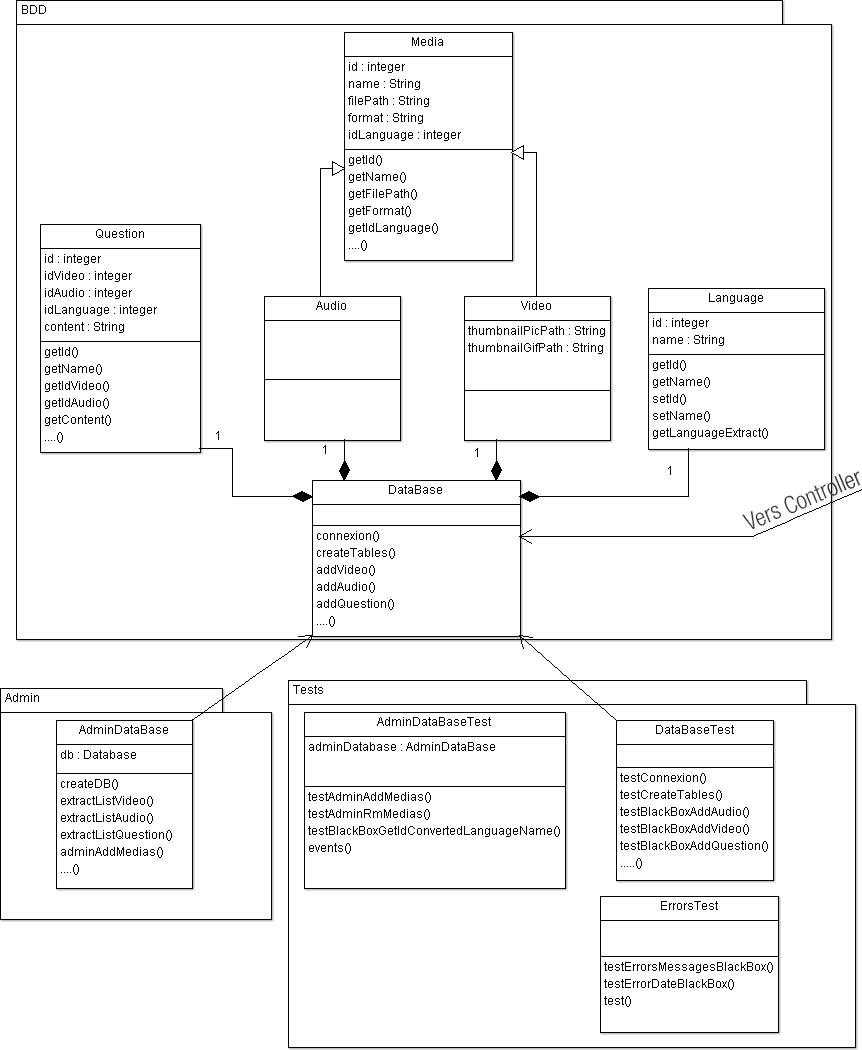 BDD
Media
id : integer
name : String
filePath : String
format : String
idLanguage : integer
getId()
getName()
getFilePath()
getFormat()
getIdLanguage()
....()
Question
id : integer
idVideo : integer
idAudio : integer
idLanguage : integer
content : String
getId()
getName()
getIdVideo()
getIdAudio()
getContent()
....()
Audio
Video
thumbnailPicPath : String
thumbnailGifPath : String
Language
id : integer
name : String
getId()
getName()
setId()
setName()
getLanguageExtract()
1
1
1
1
DataBase
connexion()
createTables()
addVideo()
addAudio()
addQuestion()
....()
Vers Controller
Admin
AdminDataBase
db : Database
createDB()
extractListVideo()
extractListAudio()
extractListQuestion()
adminAddMedias()
....()
Tests
AdminDataBaseTest
adminDatabase : AdminDataBase
testAdminAddMedias()
testAdminRmMedias()
testBlackBoxGetIdConvertedLanguageName()
events()
DataBaseTest
testConnexion()
testCreateTables()
testBlackBoxAddAudio()
testBlackBoxAddVideo()
testBlackBoxAddQuestion()
.....()
ErrorsTest
testErrorsMessagesBlackBox()
testErrorDateBlackBox()
test()